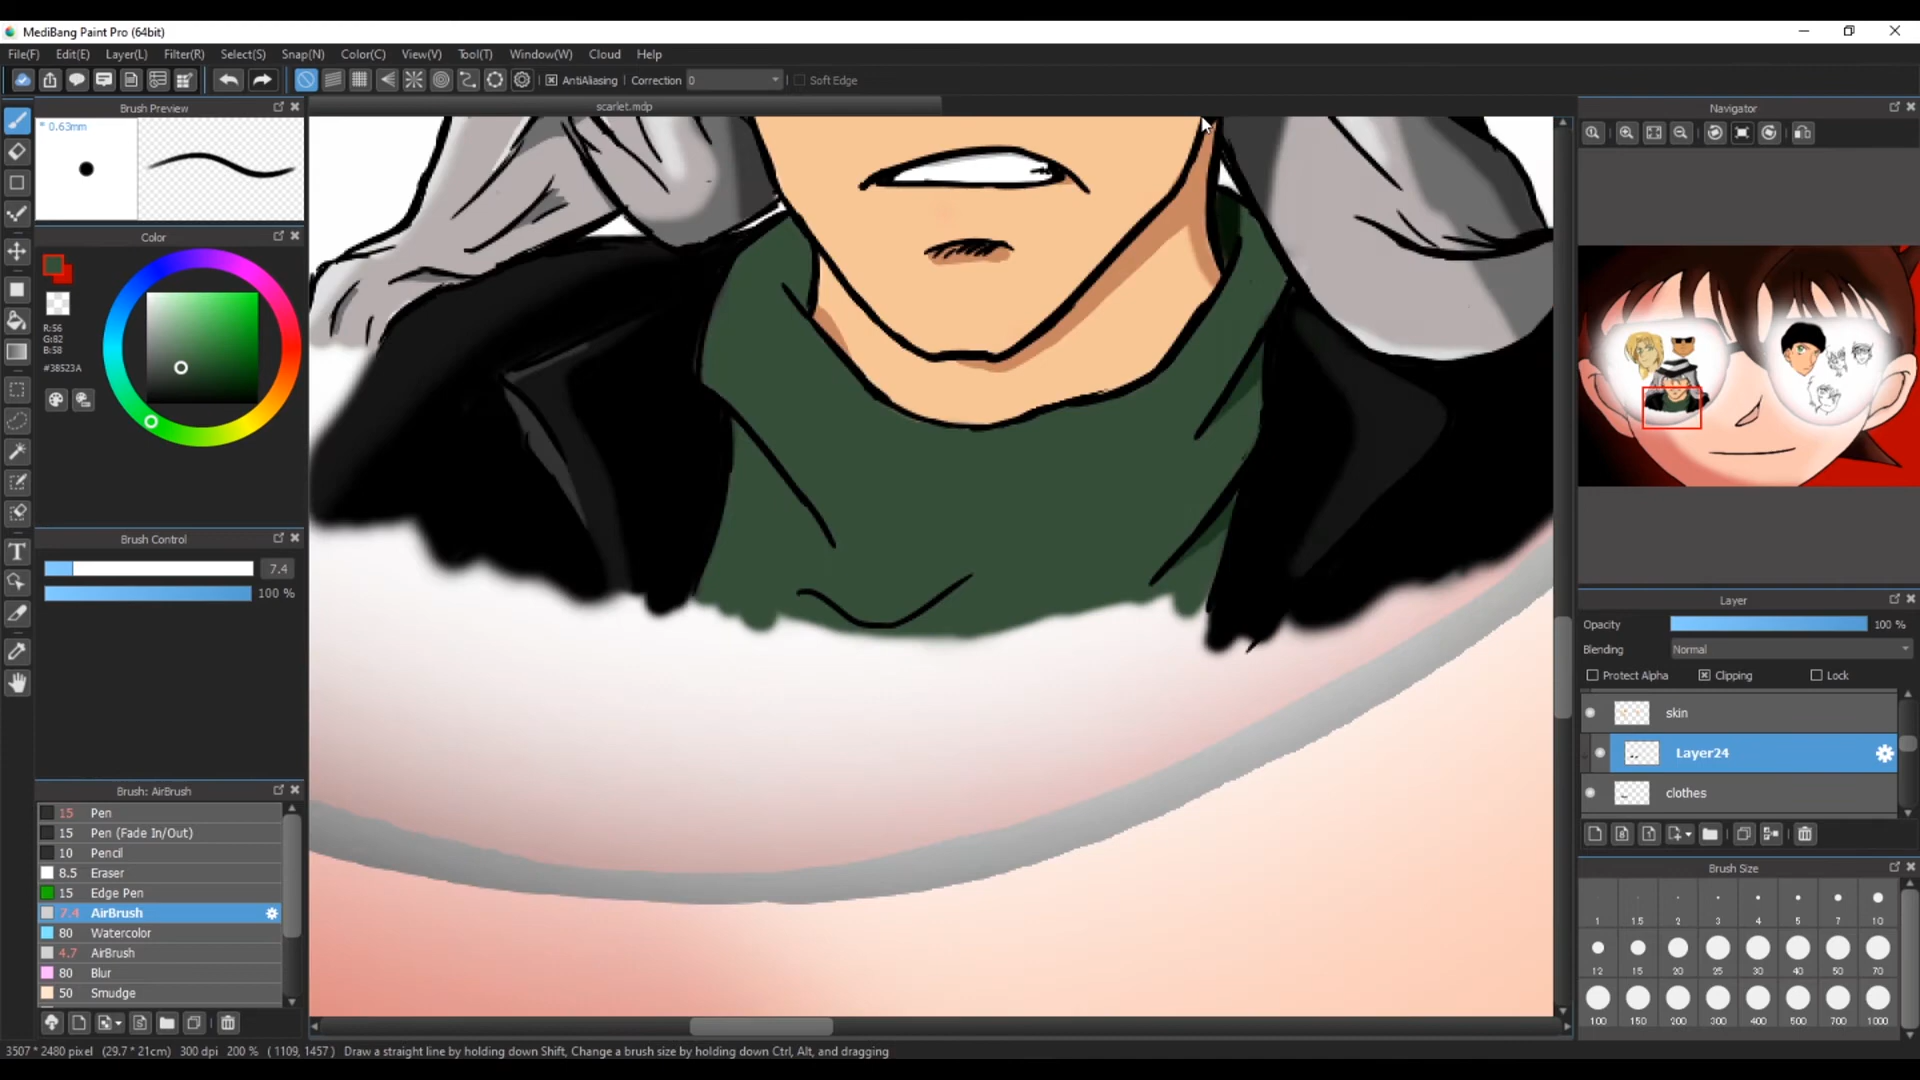 MediBang Paint Pro (64bit)
File(F) Edit(E) Layer(L) Filter(R) Select(S) Snap(N) Color(C) View(V) Tool(T) Window(W) Cloud Help
AntiAliasing Correction 0 Soft Edge
Brush Preview
scarlet.mdp
Navigator
* 0.63mm
Color
R:56
G:82
B:58
#38523A
Brush Control
7.4
100 %
Brush: AirBrush
15 Pen
15 Pen (Fade In/Out)
10 Pencil
8.5 Eraser
15 Edge Pen
7.4 AirBrush
80 Watercolor
4.7 AirBrush
80 Blur
50 Smudge
Layer
Opacity 100 %
Blending Normal
Protect Alpha Clipping Lock
skin
Layer24
clothes
Brush Size
1 1.5 2 3 4 5 7 10
12 15 20 25 30 40 50 70
100 150 200 300 400 500 700 1000
3507 * 2480 pixel (29.7 * 21cm) 300 dpi 200 % ( 1109, 1457 ) Draw a straight line by holding down Shift, Change a brush size by holding down Ctrl, Alt, and dragging